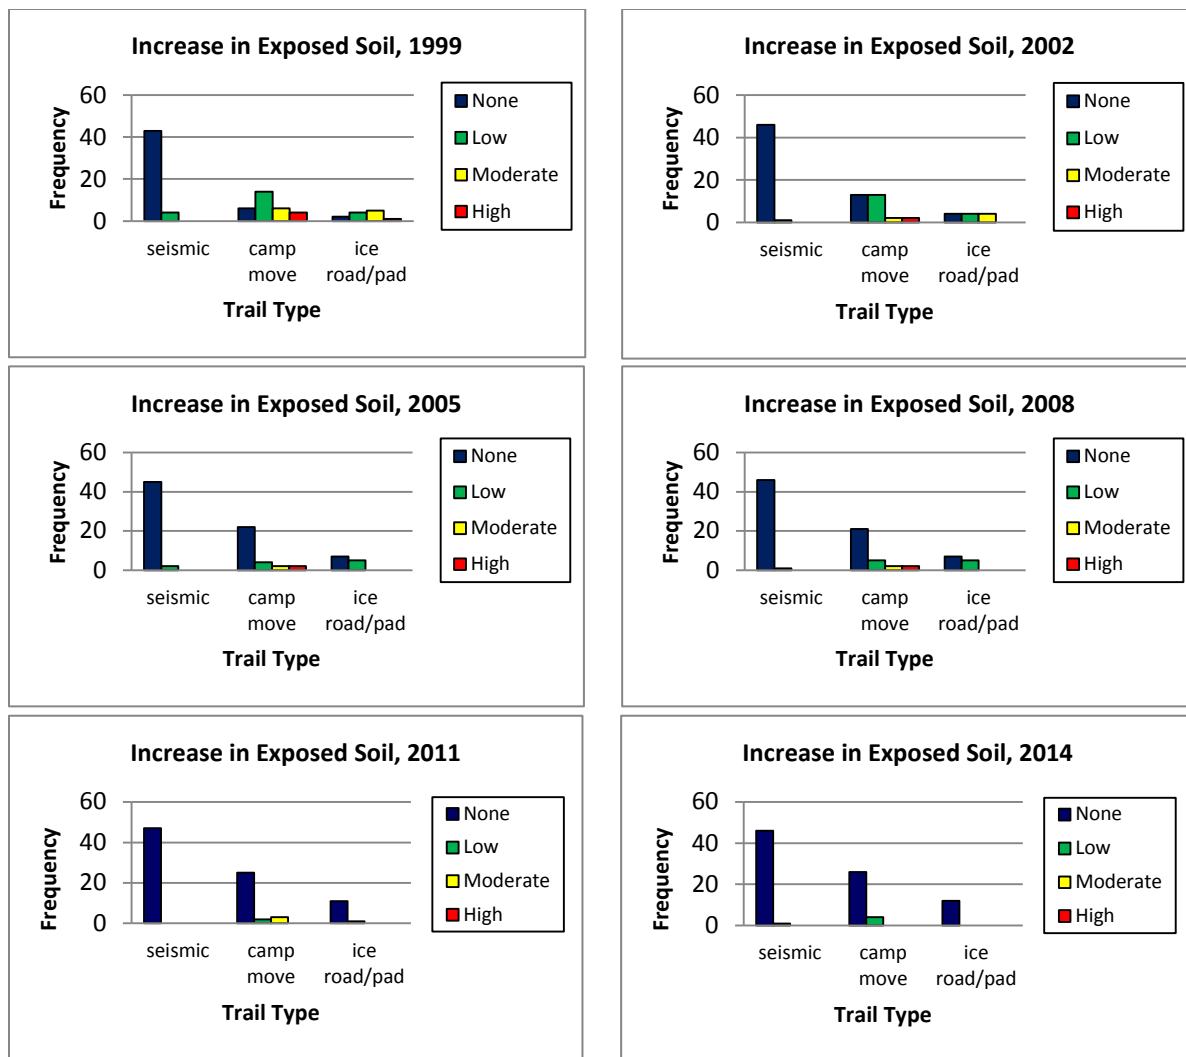 Increase in Exposed Soil, 1999
Frequency
60
40
20
0
seismic
camp
move
ice
road/pad
Trail Type
None
Low
Moderate
High
Increase in Exposed Soil, 2002
Frequency
60
40
20
0
seismic
camp
move
ice
road/pad
Trail Type
None
Low
Moderate
High
Increase in Exposed Soil, 2005
Frequency
60
40
20
0
seismic
camp
move
ice
road/pad
Trail Type
None
Low
Moderate
High
Increase in Exposed Soil, 2008
Frequency
60
40
20
0
seismic
camp
move
ice
road/pad
Trail Type
None
Low
Moderate
High
Increase in Exposed Soil, 2011
Frequency
60
40
20
0
seismic
camp
move
ice
road/pad
Trail Type
None
Low
Moderate
High
Increase in Exposed Soil, 2014
Frequency
60
40
20
0
seismic
camp
move
ice
road/pad
Trail Type
None
Low
Moderate
High